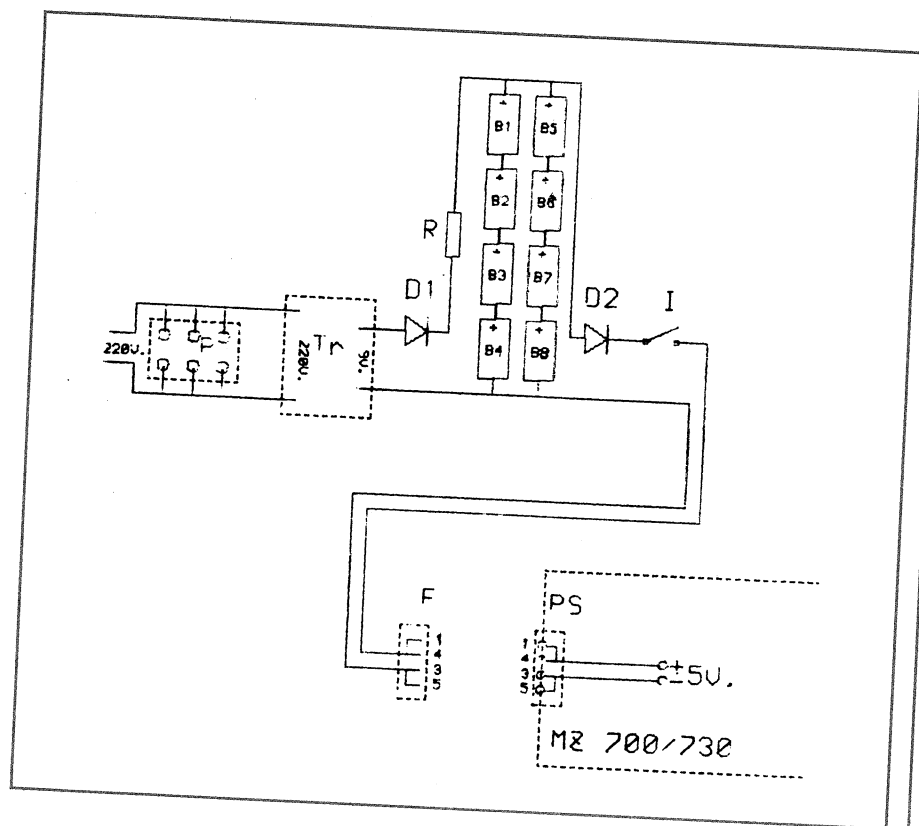 B1 B5
B2 B6
R
B3 B7
D1 D2 I
B4 B8
220V. P 220V. Tr 9V.
F PS
1 1
4 4
3 3
5 5
+
- 5V.
MZ 700/730